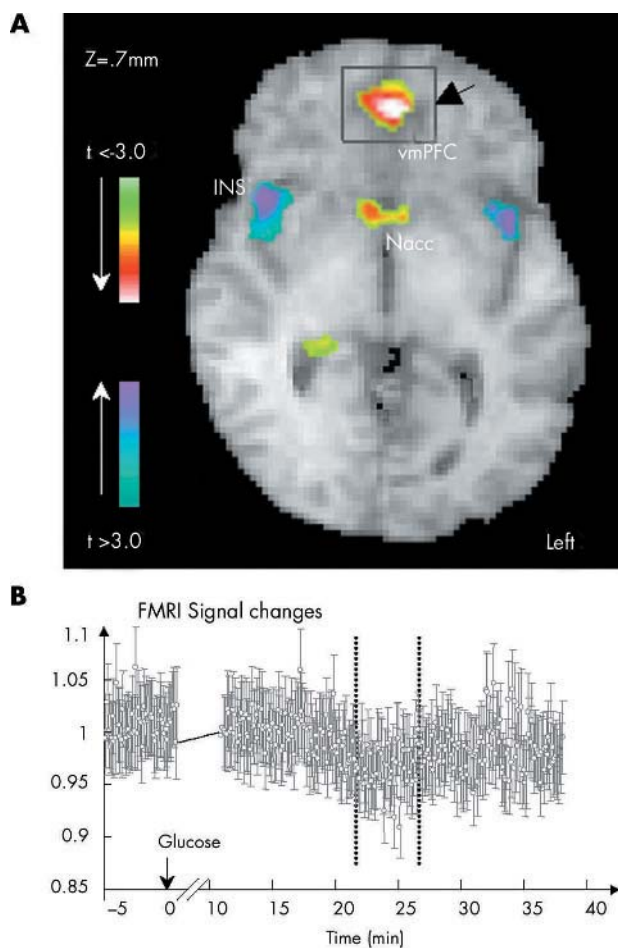 A
Z=.7mm
t <-3.0
vmPFC
INS
Nacc
t >3.0
Left
B
FMRI Signal changes
1.1
1.05
1
0.95
0.9
0.85
Glucose
–5 0 10 15 20 25 30 35 40
Time (min)